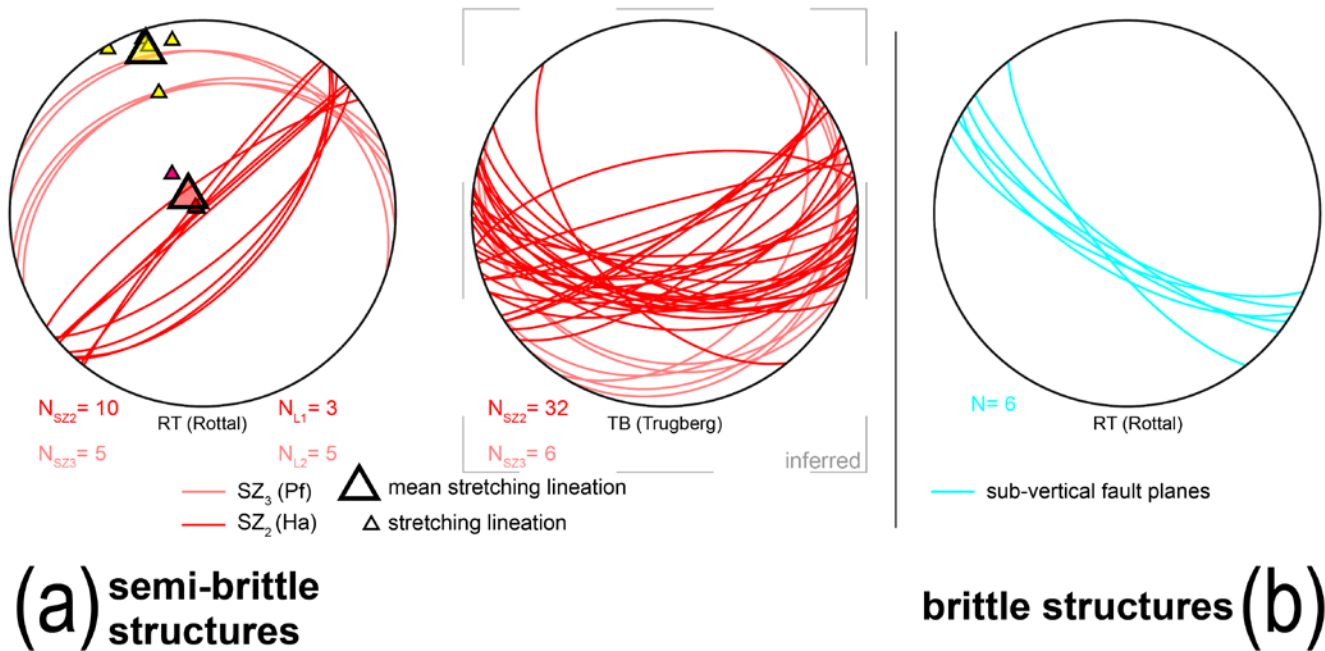 N_SZ2= 10
N_L1= 3
RT (Rottal)
N_SZ3= 5
N_L2= 5
N_SZ2= 32
TB (Trugberg)
N_SZ3= 6
inferred
N= 6
RT (Rottal)
SZ_3 (Pf)
mean stretching lineation
SZ_2 (Ha)
stretching lineation
sub-vertical fault planes
(a) semi-brittle
structures
brittle structures (b)